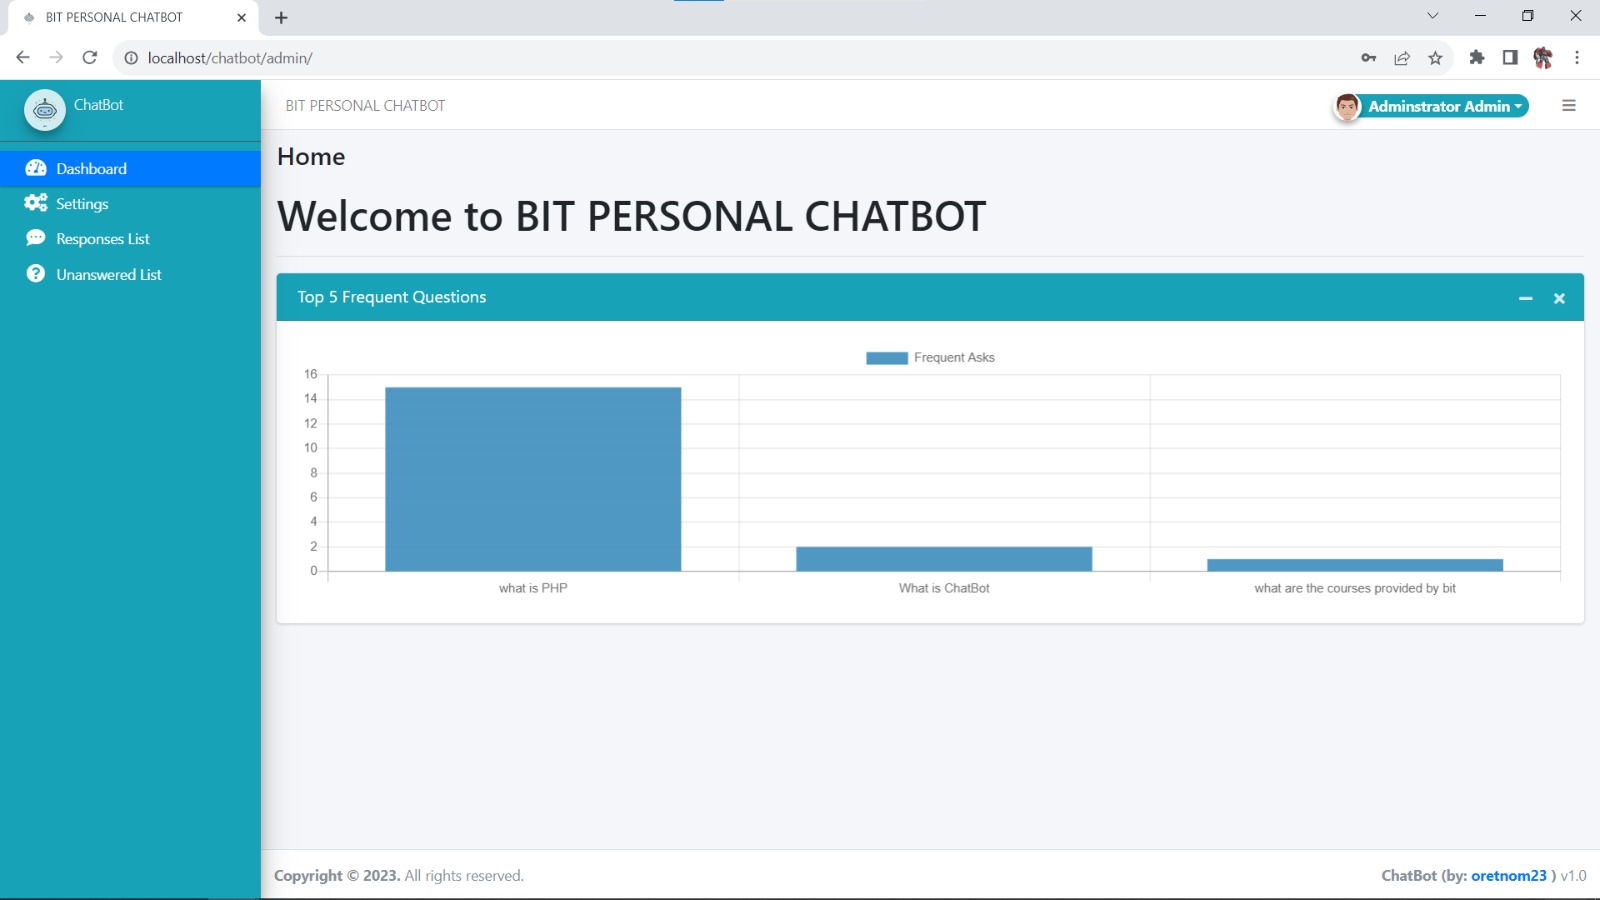 BIT PERSONAL CHATBOT
localhost/chatbot/admin/
ChatBot
BIT PERSONAL CHATBOT
Adminstrator Admin
Dashboard
Settings
Responses List
Unanswered List
Home
Welcome to BIT PERSONAL CHATBOT
Top 5 Frequent Questions
Frequent Asks
16
14
12
10
8
6
4
2
0
what is PHP
What is ChatBot
what are the courses provided by bit
Copyright © 2023. All rights reserved.
ChatBot (by: oretnom23 ) v1.0